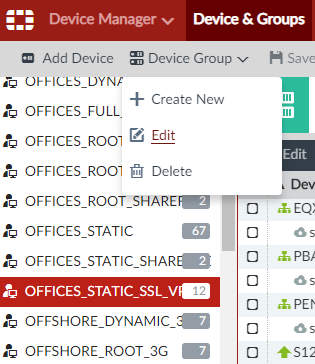 Device Manager Device & Groups
Add Device Device Group Save
OFFICES_DYNA
Create New
OFFICES_FULL_
Edit
OFFICES_ROOT
Edit
OFFICES_ROOT
Delete
Dev
OFFICES_ROOT_SHAREF 2
EQX
OFFICES_STATIC 67
s
OFFICES_STATIC_SHARE 2
PBA
s
OFFICES_STATIC_SSL_VP 12
PEN
OFFSHORE_DYNAMIC_3 7
s
OFFSHORE_ROOT_3G 7
S12